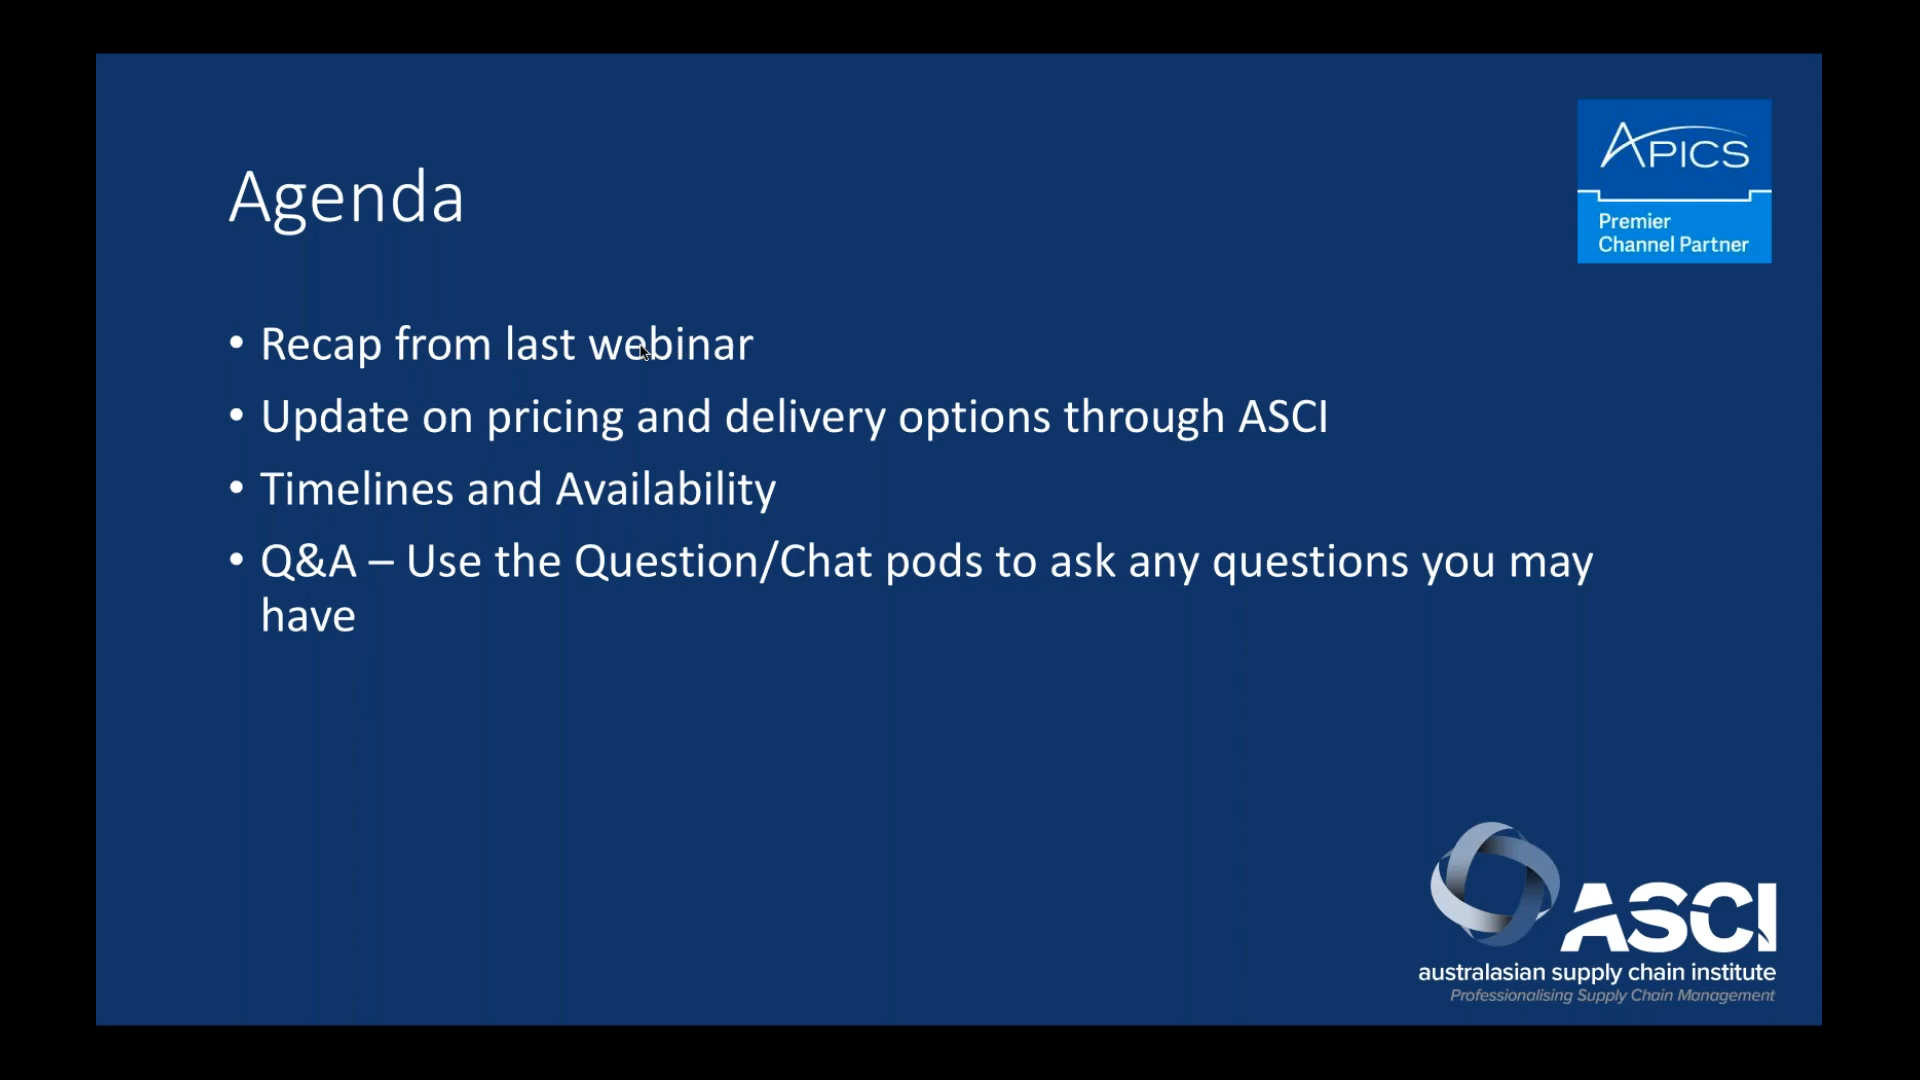 APICS
Premier
Channel Partner
Agenda
• Recap from last webinar
• Update on pricing and delivery options through ASCI
• Timelines and Availability
• Q&A – Use the Question/Chat pods to ask any questions you may
have
ASCI
australasian supply chain institute
Professionalising Supply Chain Management